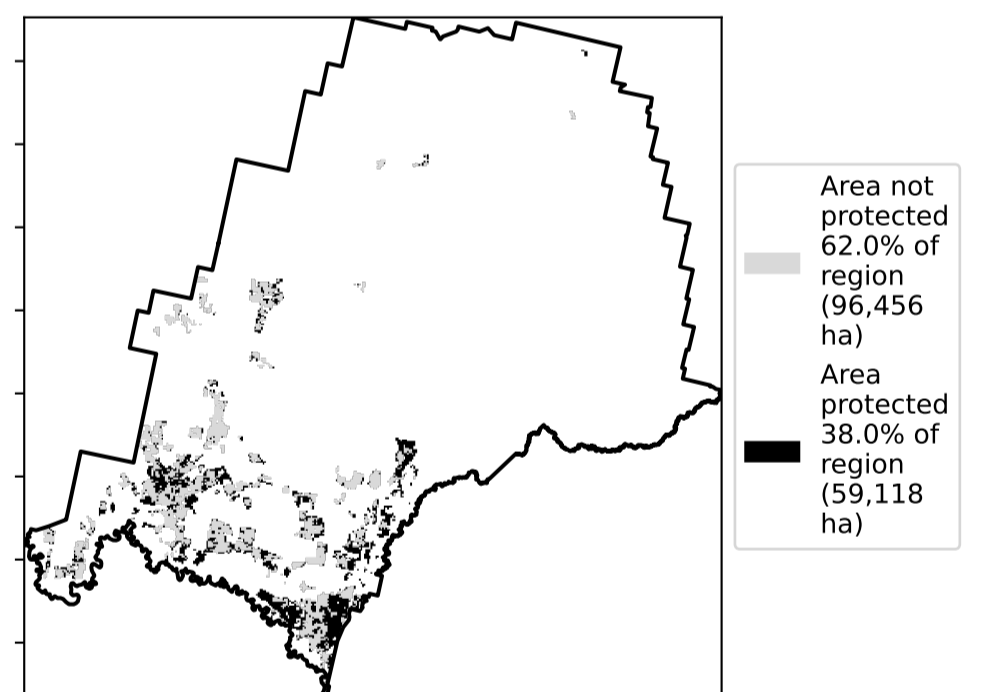 Area not
protected
62.0% of
region
(96,456
ha)
Area
protected
38.0% of
region
(59,118
ha)